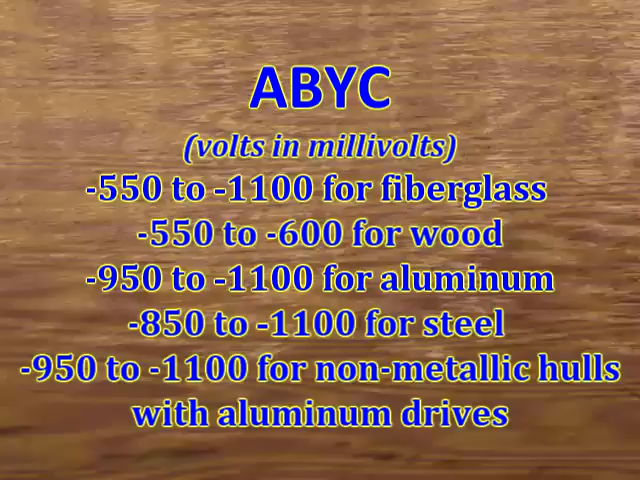 ABYC
(volts in millivolts)
-550 to -1100 for fiberglass
-550 to -600 for wood
-950 to -1100 for aluminum
-850 to -1100 for steel
-950 to -1100 for non-metallic hulls
with aluminum drives